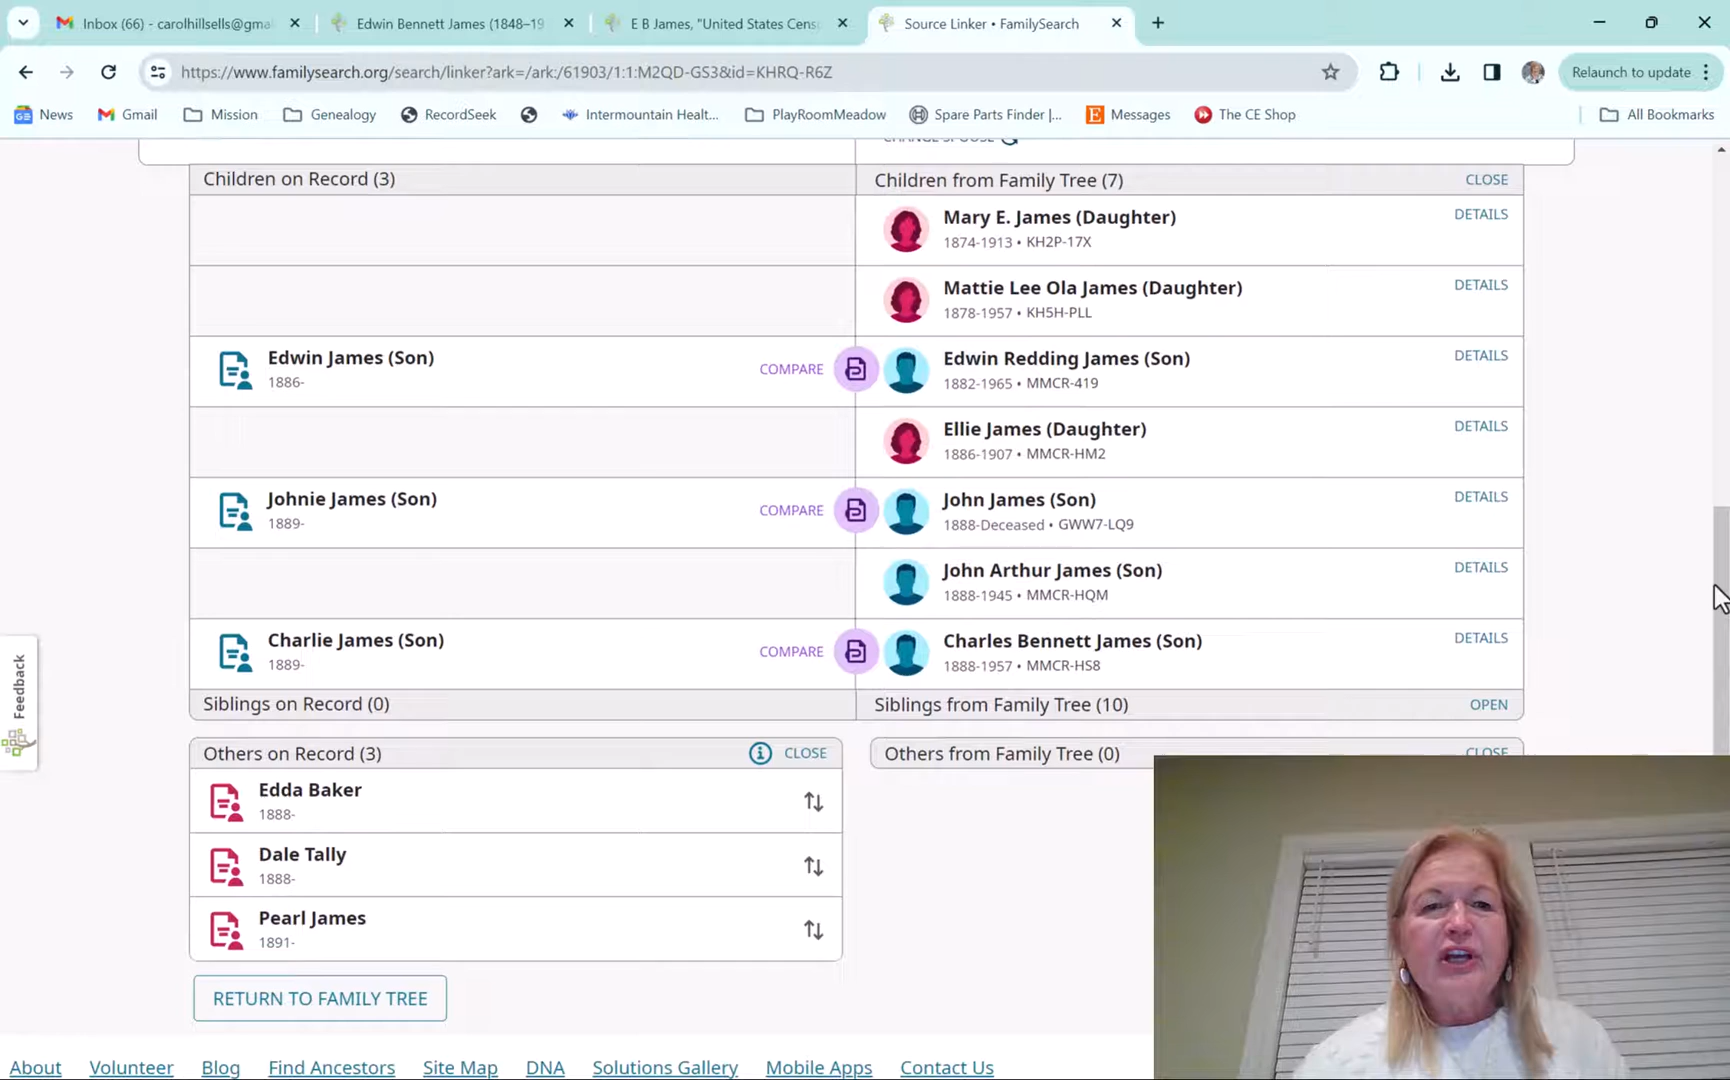 Inbox (66) - carolhillsells@gma
Edwin Bennett James (1848–19
E B James, "United States Censu
Source Linker • FamilySearch
https://www.familysearch.org/search/linker?ark=/ark:/61903/1:1:M2QD-GS3&id=KHRQ-R6Z
Relaunch to update
News
Gmail
Mission
Genealogy
RecordSeek
Intermountain Healt...
PlayRoomMeadow
Spare Parts Finder |...
Messages
The CE Shop
All Bookmarks
CHANGE SPOUSE
Children on Record (3)
Children from Family Tree (7)
CLOSE
Mary E. James (Daughter)
DETAILS
1874-1913 • KH2P-17X
Mattie Lee Ola James (Daughter)
DETAILS
1878-1957 • KH5H-PLL
Edwin James (Son)
1886-
COMPARE
Edwin Redding James (Son)
DETAILS
1882-1965 • MMCR-419
Ellie James (Daughter)
DETAILS
1886-1907 • MMCR-HM2
Johnie James (Son)
1889-
COMPARE
John James (Son)
DETAILS
1888-Deceased • GWW7-LQ9
John Arthur James (Son)
DETAILS
1888-1945 • MMCR-HQM
Charlie James (Son)
1889-
COMPARE
Charles Bennett James (Son)
DETAILS
1888-1957 • MMCR-HS8
Siblings on Record (0)
Siblings from Family Tree (10)
OPEN
Others on Record (3)
CLOSE
Others from Family Tree (0)
CLOSE
Edda Baker
1888-
Dale Tally
1888-
Pearl James
1891-
RETURN TO FAMILY TREE
Feedback
About
Volunteer
Blog
Find Ancestors
Site Map
DNA
Solutions Gallery
Mobile Apps
Contact Us